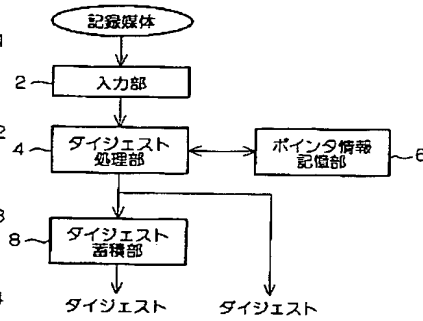 記録媒体
2
入力部
4
ダイジェスト
処理部
ポインタ情報
記憶部
6
8
ダイジェスト
蓄積部
ダイジェスト
ダイジェスト